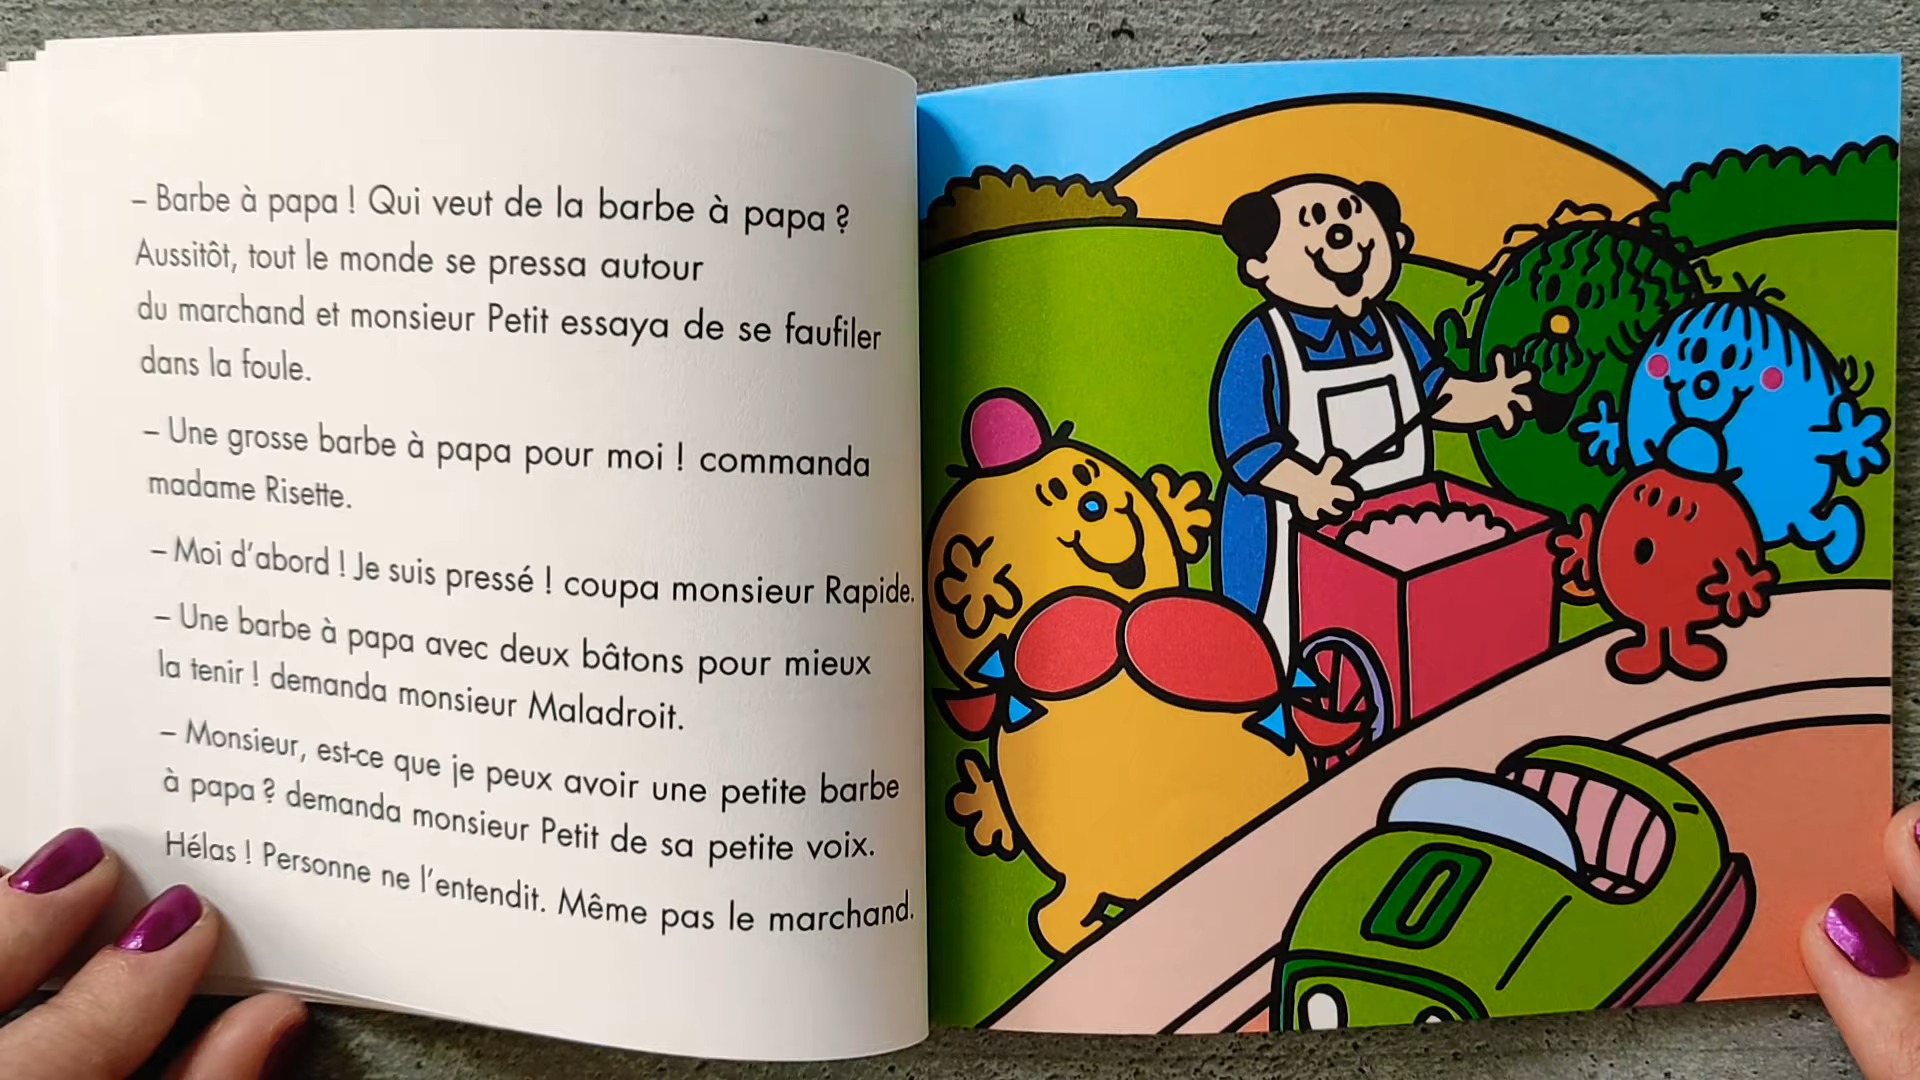 – Barbe à papa ! Qui veut de la barbe à papa ?
Aussitôt, tout le monde se pressa autour
du marchand et monsieur Petit essaya de se faufiler
dans la foule.
– Une grosse barbe à papa pour moi ! commanda
madame Risette.
– Moi d'abord ! Je suis pressé ! coupa monsieur Rapide.
– Une barbe à papa avec deux bâtons pour mieux
la tenir ! demanda monsieur Maladroit.
– Monsieur, est-ce que je peux avoir une petite barbe
à papa ? demanda monsieur Petit de sa petite voix.
Hélas ! Personne ne l'entendit. Même pas le marchand.
0